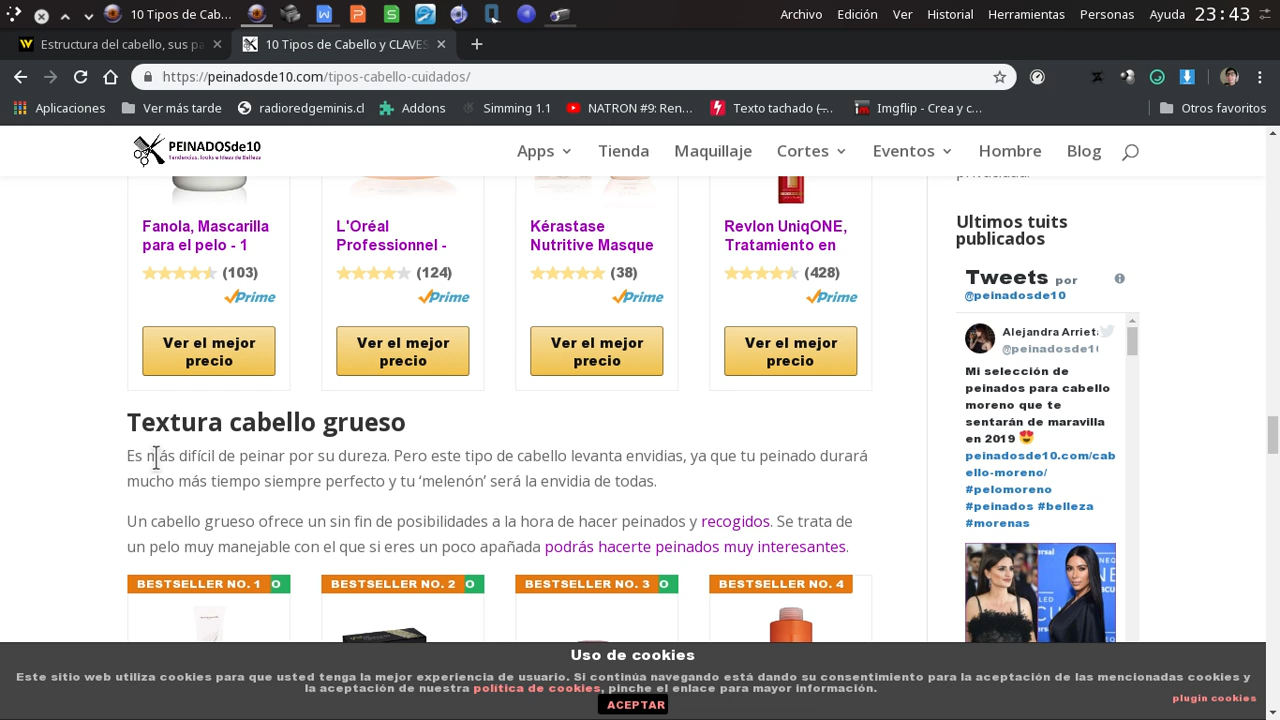 10 Tipos de Cab…
Archivo Edición Ver Historial Herramientas Personas Ayuda 23:43
Estructura del cabello, sus pa
10 Tipos de Cabello y CLAVES
https://peinadosde10.com/tipos-cabello-cuidados/
Aplicaciones Ver más tarde radioredgeminis.cl Addons Simming 1.1 NATRON #9: Ren… Texto tachado (–… Imgflip - Crea y c… Otros favoritos
PEINADOSde10
Tendencias, looks e Ideas de Belleza
Apps Tienda Maquillaje Cortes Eventos Hombre Blog
privacidad.
Fanola, Mascarilla
para el pelo - 1
(103)
Prime
Ver el mejor
precio
L'Oréal
Professionnel -
(124)
Prime
Ver el mejor
precio
Kérastase
Nutritive Masque
(38)
Prime
Ver el mejor
precio
Revlon UniqONE,
Tratamiento en
(428)
Prime
Ver el mejor
precio
Textura cabello grueso
Es más difícil de peinar por su dureza. Pero este tipo de cabello levanta envidias, ya que tu peinado durará
mucho más tiempo siempre perfecto y tu ‘melenón’ será la envidia de todas.
Un cabello grueso ofrece un sin fin de posibilidades a la hora de hacer peinados y recogidos. Se trata de
un pelo muy manejable con el que si eres un poco apañada podrás hacerte peinados muy interesantes.
BESTSELLER NO. 1 O
BESTSELLER NO. 2 O
BESTSELLER NO. 3 O
BESTSELLER NO. 4
Ultimos tuits
publicados
Tweets por
@peinadosde10
Alejandra Arrieta
@peinadosde10
Mi selección de
peinados para cabello
moreno que te
sentarán de maravilla
en 2019 😍
peinadosde10.com/cab
ello-moreno/
#pelomoreno
#peinados #belleza
#morenas
Uso de cookies
Este sitio web utiliza cookies para que usted tenga la mejor experiencia de usuario. Si continúa navegando está dando su consentimiento para la aceptación de las mencionadas cookies y
la aceptación de nuestra política de cookies, pinche el enlace para mayor información.
plugin cookies
ACEPTAR